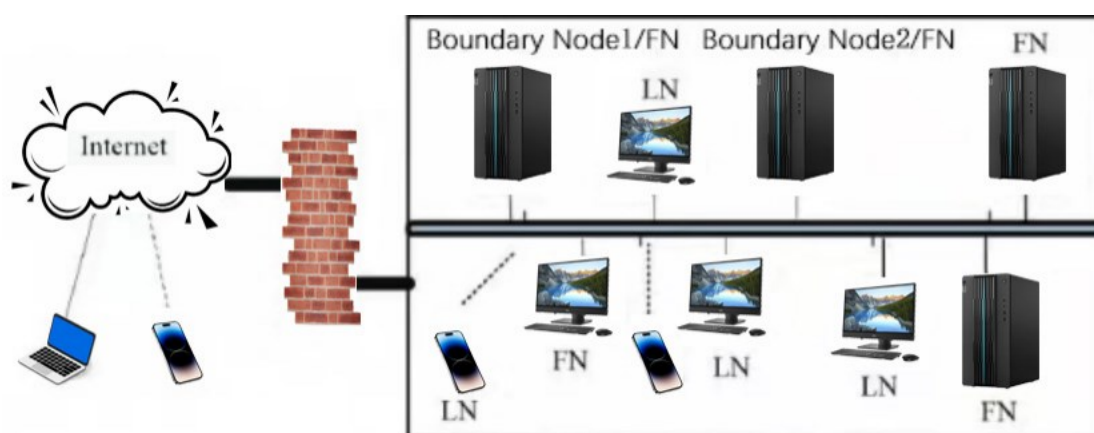 Boundary Node1/FN
Boundary Node2/FN
FN
LN
Internet
FN
LN
LN
LN
FN